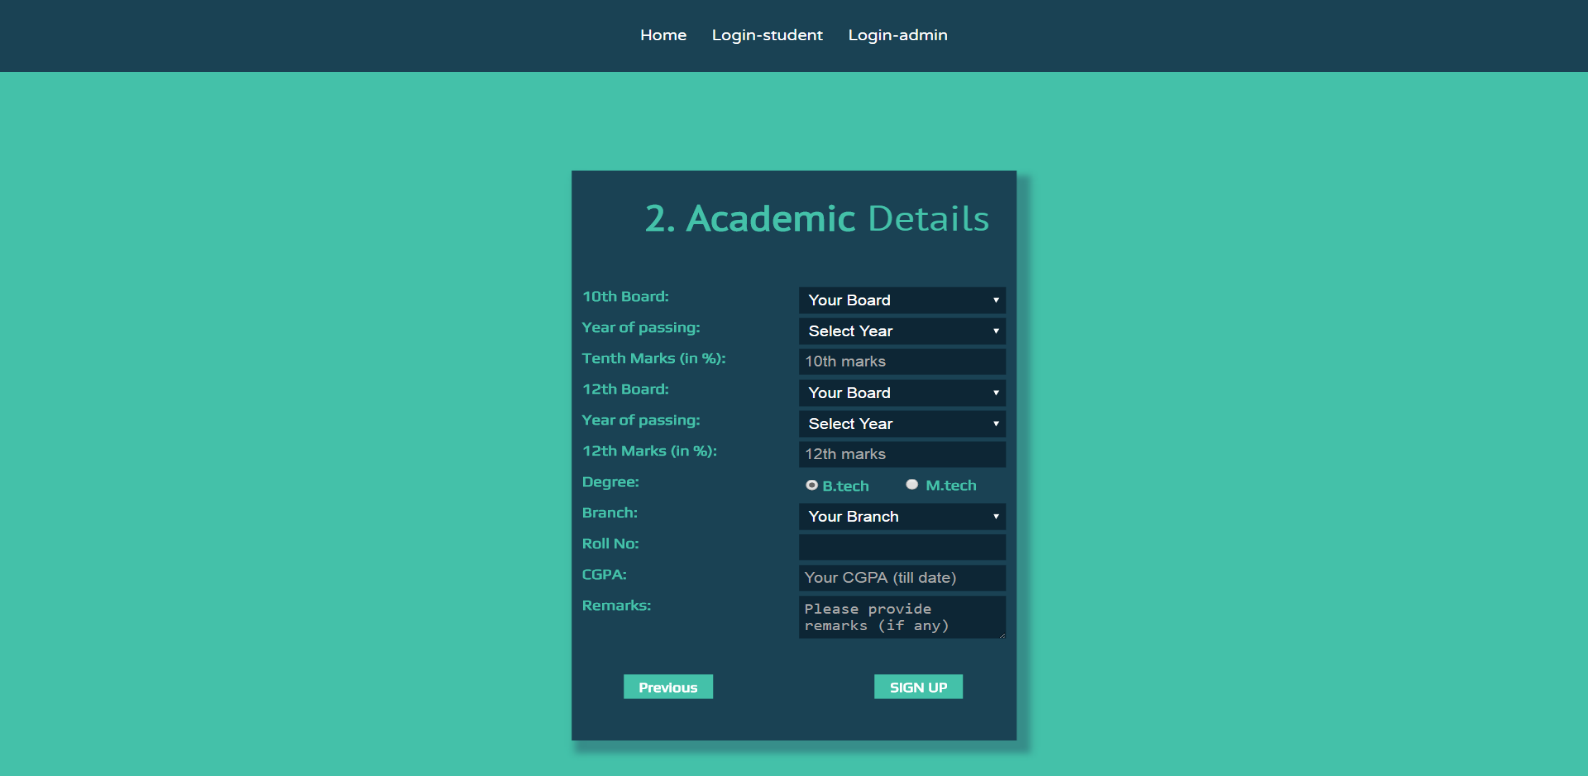 Home Login-student Login-admin
2. Academic Details
10th Board: Your Board
Year of passing: Select Year
Tenth Marks (in %): 10th marks
12th Board: Your Board
Year of passing: Select Year
12th Marks (in %): 12th marks
Degree: B.tech M.tech
Branch: Your Branch
Roll No:
CGPA: Your CGPA (till date)
Remarks: Please provide
remarks (if any)
Previous SIGN UP